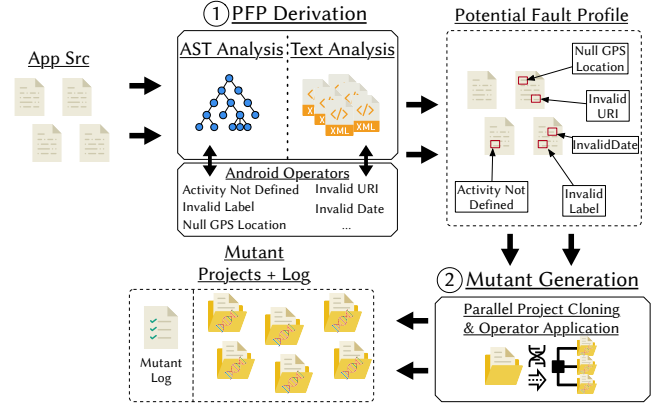 1 PFP Derivation
Potential Fault Profile
App Src
AST Analysis
Text Analysis
XML
XML
Null GPS
Location
Invalid
URI
InvalidDate
Activity Not
Defined
Invalid
Label
Android Operators
Activity Not Defined
Invalid URI
Invalid Label
Invalid Date
Null GPS Location
...
Mutant
Projects + Log
Mutant
Log
2 Mutant Generation
Parallel Project Cloning
& Operator Application